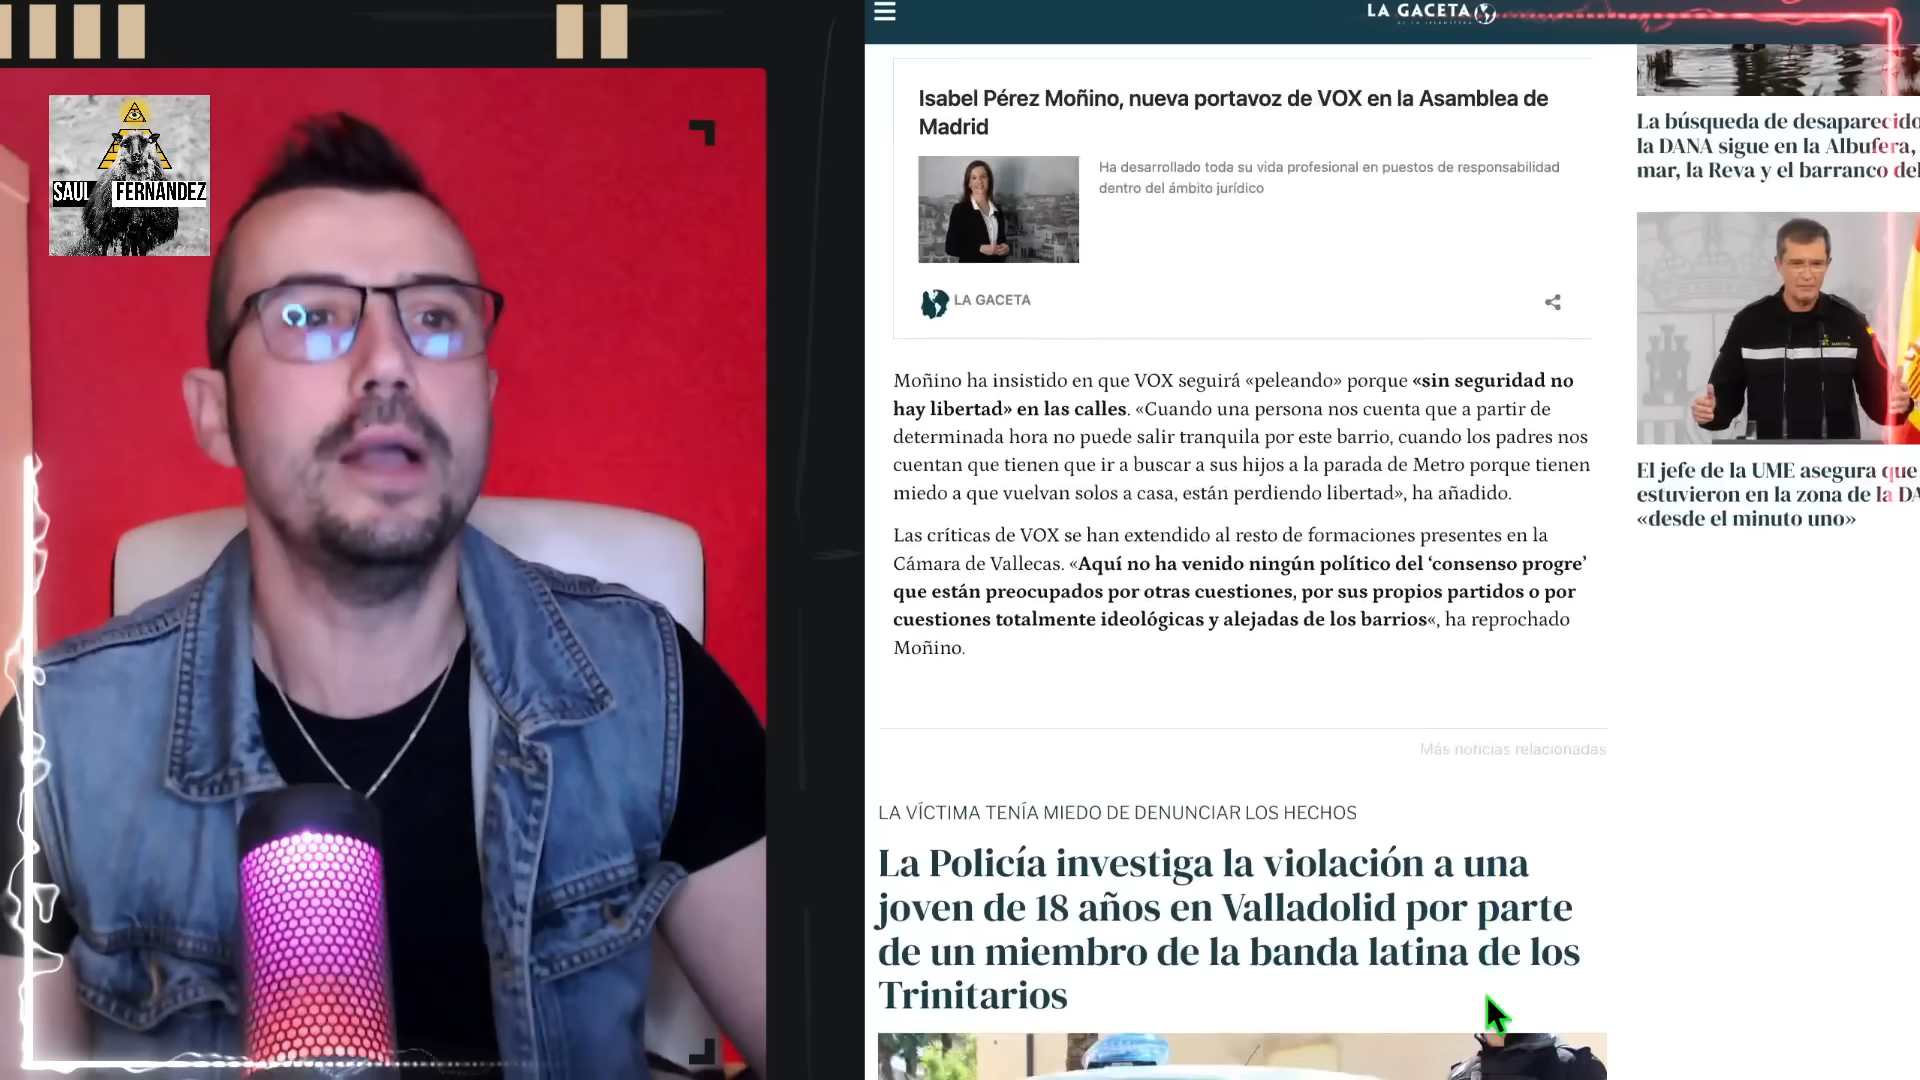 SAUL FERNANDEZ
LA GACETA
Isabel Pérez Moñino, nueva portavoz de VOX en la Asamblea de
Madrid
Ha desarrollado toda su vida profesional en puestos de responsabilidad
dentro del ámbito jurídico
LA GACETA
Moñino ha insistido en que VOX seguirá «peleando» porque «sin seguridad no
hay libertad» en las calles. «Cuando una persona nos cuenta que a partir de
determinada hora no puede salir tranquila por este barrio, cuando los padres nos
cuentan que tienen que ir a buscar a sus hijos a la parada de Metro porque tienen
miedo a que vuelvan solos a casa, están perdiendo libertad», ha añadido.
Las críticas de VOX se han extendido al resto de formaciones presentes en la
Cámara de Vallecas. «Aquí no ha venido ningún político del ‘consenso progre’
que están preocupados por otras cuestiones, por sus propios partidos o por
cuestiones totalmente ideológicas y alejadas de los barrios«, ha reprochado
Moñino.
Más noticias relacionadas
LA VÍCTIMA TENÍA MIEDO DE DENUNCIAR LOS HECHOS
La Policía investiga la violación a una
joven de 18 años en Valladolid por parte
de un miembro de la banda latina de los
Trinitarios
La búsqueda de desaparecido
la DANA sigue en la Albufera,
mar, la Reva y el barranco del
El jefe de la UME asegura que
estuvieron en la zona de la DA
«desde el minuto uno»